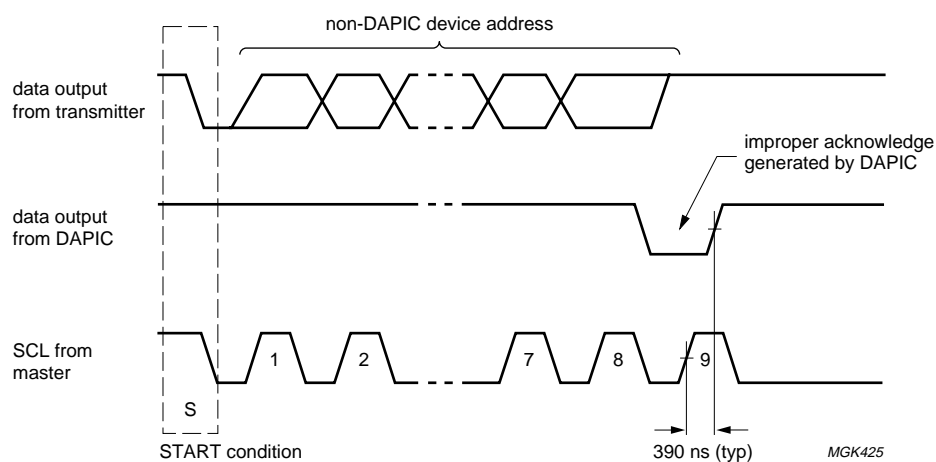 non-DAPIC device address
data output
from transmitter
improper acknowledge
generated by DAPIC
data output
from DAPIC
SCL from
master
1
2
7
8
9
S
START condition
390 ns (typ)
MGK425